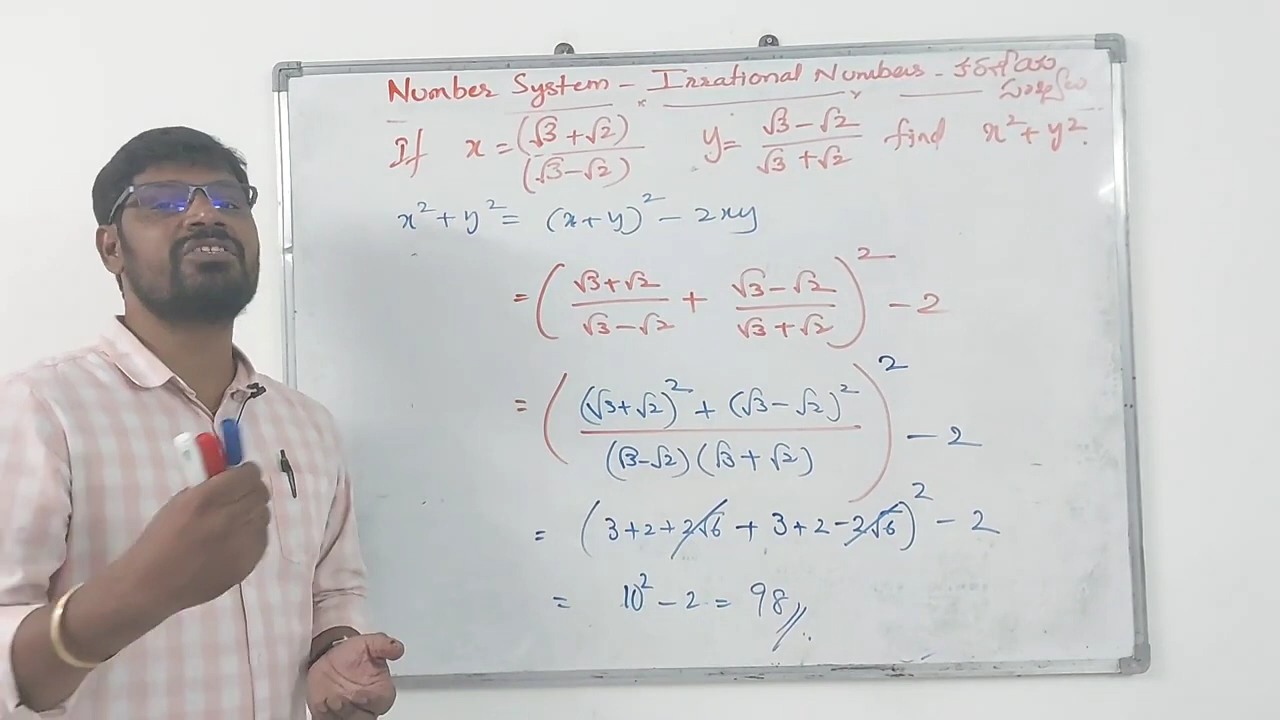 Number System - Irrational Numbers - కరణీయ సంఖ్యలు
If x = (√3 + √2)/(√3 - √2) y = (√3 - √2)/(√3 + √2) find x² + y².
x² + y² = (x + y)² - 2xy
= ((√3 + √2)/(√3 - √2) + (√3 - √2)/(√3 + √2))² - 2
= (((√3 + √2)² + (√3 - √2)²)/((√3 - √2)(√3 + √2)))² - 2
= (3 + 2 + 2√6 + 3 + 2 - 2√6)² - 2
= 10² - 2 = 98